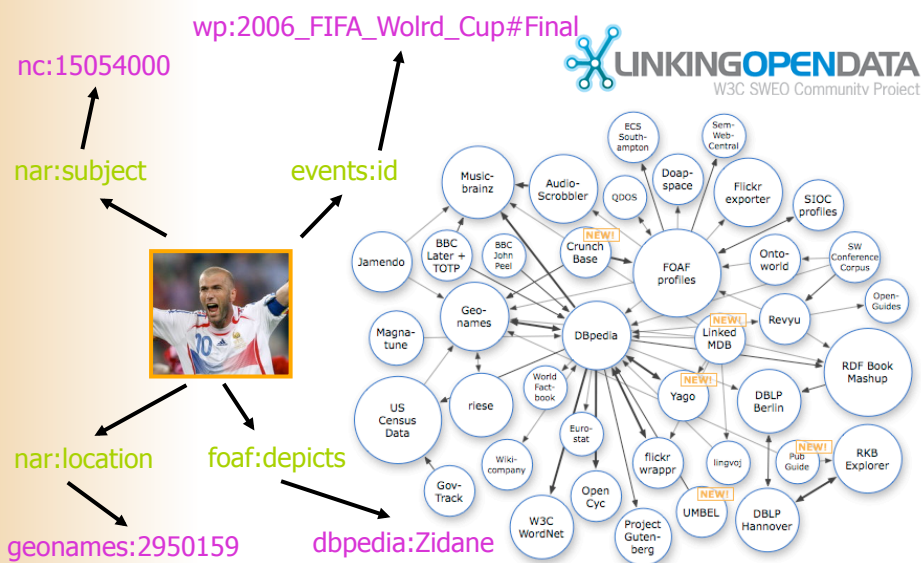 wp:2006_FIFA_Wolrd_Cup#Final
nc:15054000
LINKINGOPENDATA
W3C SWEO Community Project
nar:subject
events:id
10
nar:location
foaf:depicts
geonames:2950159
dbpedia:Zidane
ECS
South-
ampton
Sem-
Web-
Central
Music-
brainz
Audio-
Scrobbler
QDOS
Doap-
space
Flickr
exporter
SIOC
profiles
BBC
Later +
TOTP
BBC
John
Peel
NEW!
Crunch
Base
FOAF
profiles
Onto-
world
SW
Conference
Corpus
Jamendo
Geo-
names
DBpedia
NEW!
Linked
MDB
Revyu
Open-
Guides
Magna-
tune
RDF Book
Mashup
US
Census
Data
riese
World
Fact-
book
NEW!
Yago
DBLP
Berlin
Euro-
stat
Wiki-
company
flickr
wrappr
lingvoj
NEW!
Pub
Guide
RKB
Explorer
Gov-
Track
Open
Cyc
NEW!
UMBEL
W3C
WordNet
Project
Guten-
berg
DBLP
Hannover